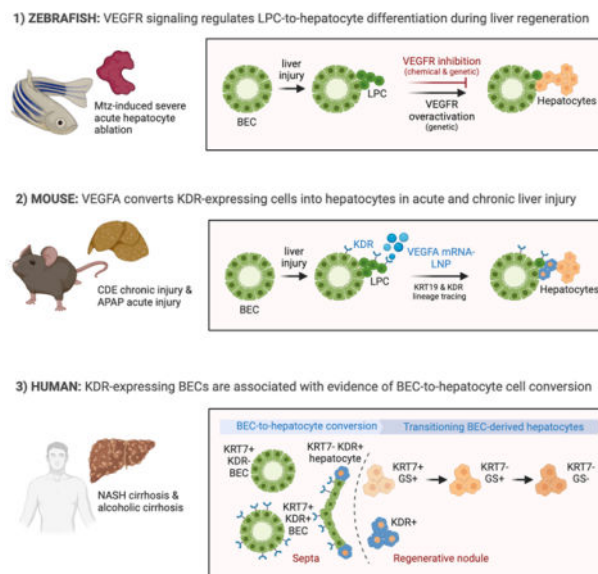 1) ZEBRAFISH: VEGFR signaling regulates LPC-to-hepatocyte differentiation during liver regeneration
Mtz-induced severe
acute hepatocyte
ablation
BEC
liver
injury
LPC
VEGFR inhibition
(chemical & genetic)
VEGFR
overactivation
(genetic)
Hepatocytes
2) MOUSE: VEGFA converts KDR-expressing cells into hepatocytes in acute and chronic liver injury
CDE chronic injury &
APAP acute injury
BEC
liver
injury
KDR
LPC
VEGFA mRNA-
LNP
KRT19 & KDR
lineage tracing
Hepatocytes
3) HUMAN: KDR-expressing BECs are associated with evidence of BEC-to-hepatocyte cell conversion
NASH cirrhosis &
alcoholic cirrhosis
BEC-to-hepatocyte conversion
Transitioning BEC-derived hepatocytes
KRT7+
KDR-
BEC
KRT7- KDR+
hepatocyte
KRT7+
KDR+
BEC
Septa
KRT7+
GS+
KRT7-
GS+
KRT7-
GS-
KDR+
Regenerative nodule